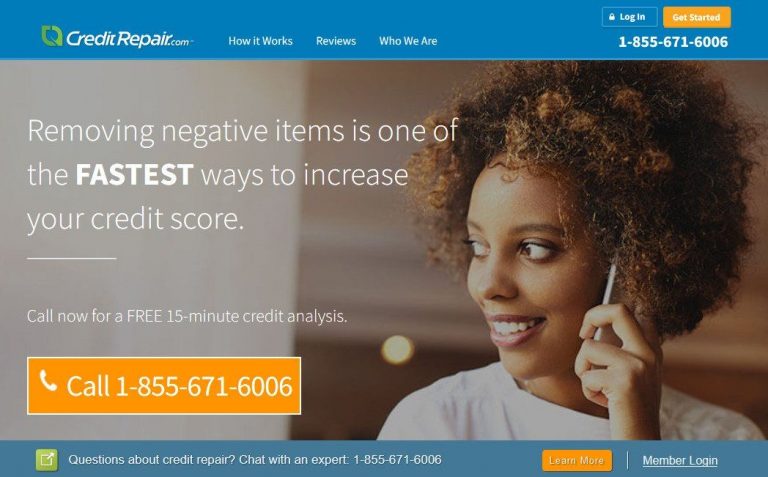 Log In
Get Started
CreditRepair.com
How it Works
Reviews
Who We Are
1-855-671-6006
Removing negative items is one of
the FASTEST ways to increase
your credit score.
Call now for a FREE 15-minute credit analysis.
Call 1-855-671-6006
Questions about credit repair? Chat with an expert: 1-855-671-6006
Learn More
Member Login